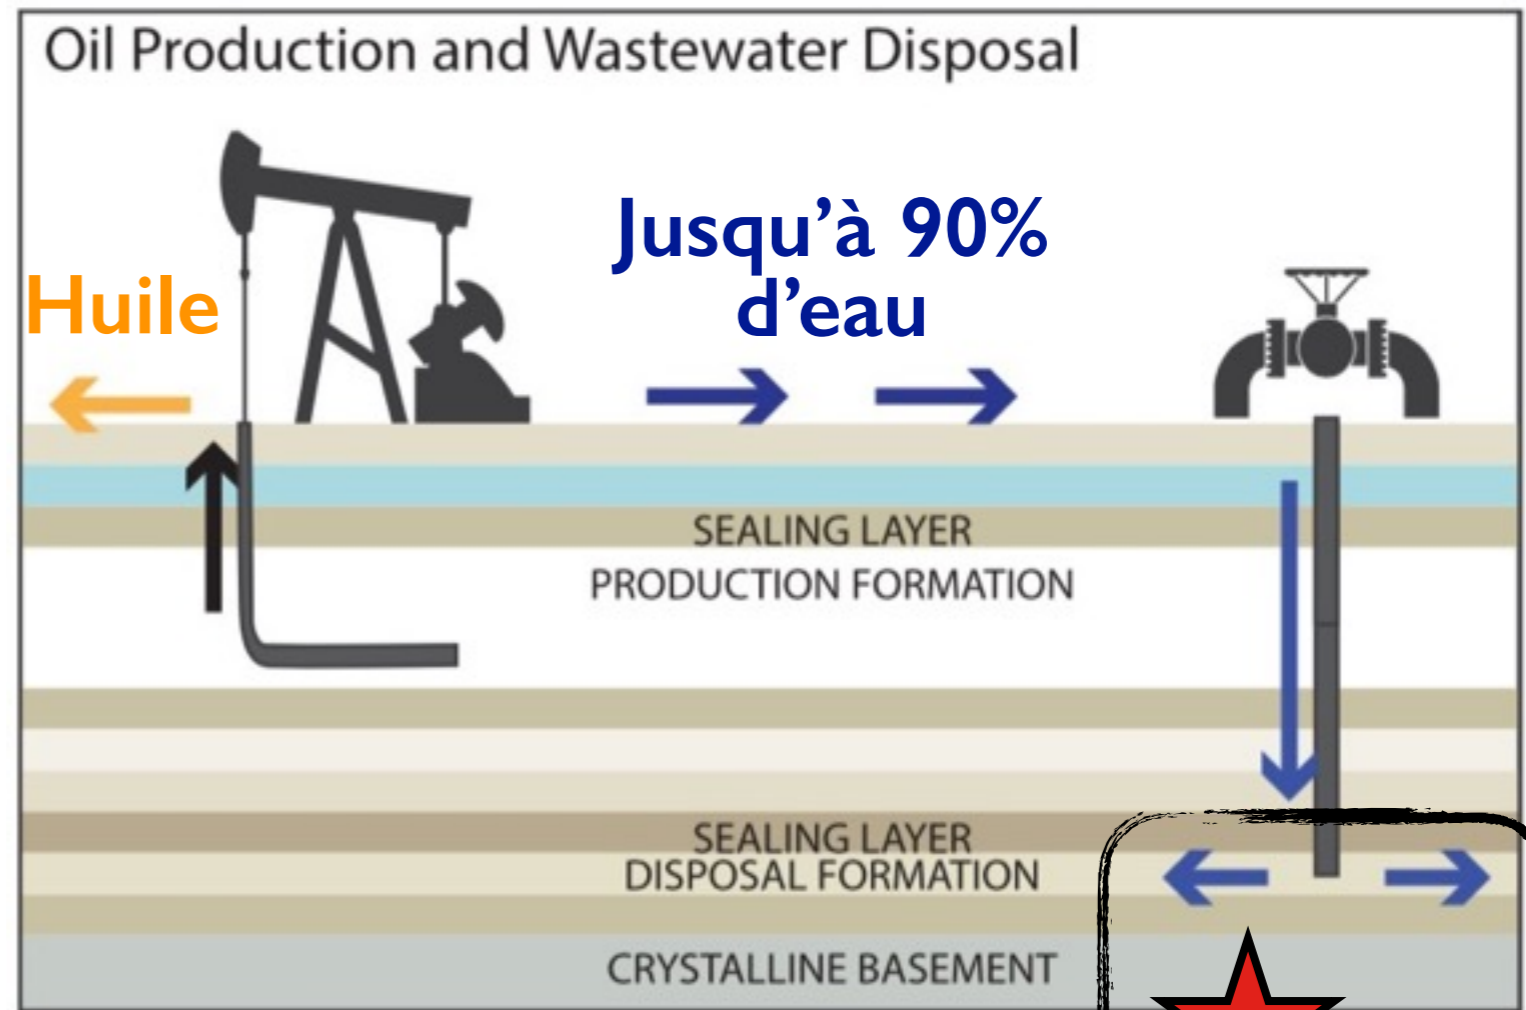 Oil Production and Wastewater Disposal
Jusqu'à 90%
d'eau
Huile
SEALING LAYER
PRODUCTION FORMATION
SEALING LAYER
DISPOSAL FORMATION
CRYSTALLINE BASEMENT